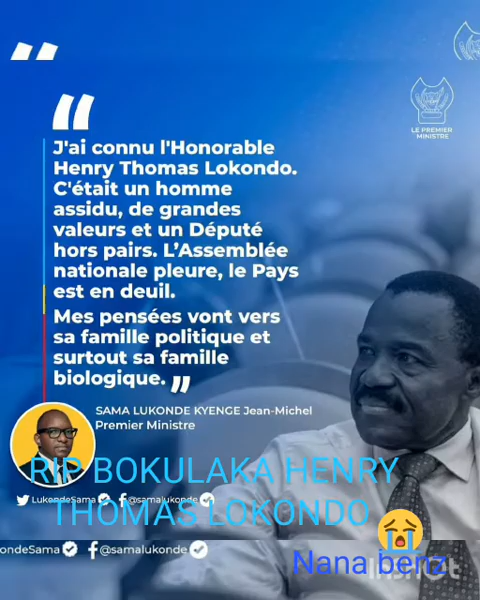 J'ai connu l'Honorable
Henry Thomas Lokondo.
C'était un homme
assidu, de grandes
valeurs et un Député
hors pairs. L'Assemblée
nationale pleure, le Pays
est en deuil.
Mes pensées vont vers
sa famille politique et
surtout sa famille
biologique.
LE PREMIER
MINISTRE
SAMA LUKONDE KYENGE Jean-Michel
Premier Ministre
RIP BOKULAKA HENRY
THOMAS LOKONDO
LukondeSama @samalukonde
ondeSama @samalukonde
Nana benz